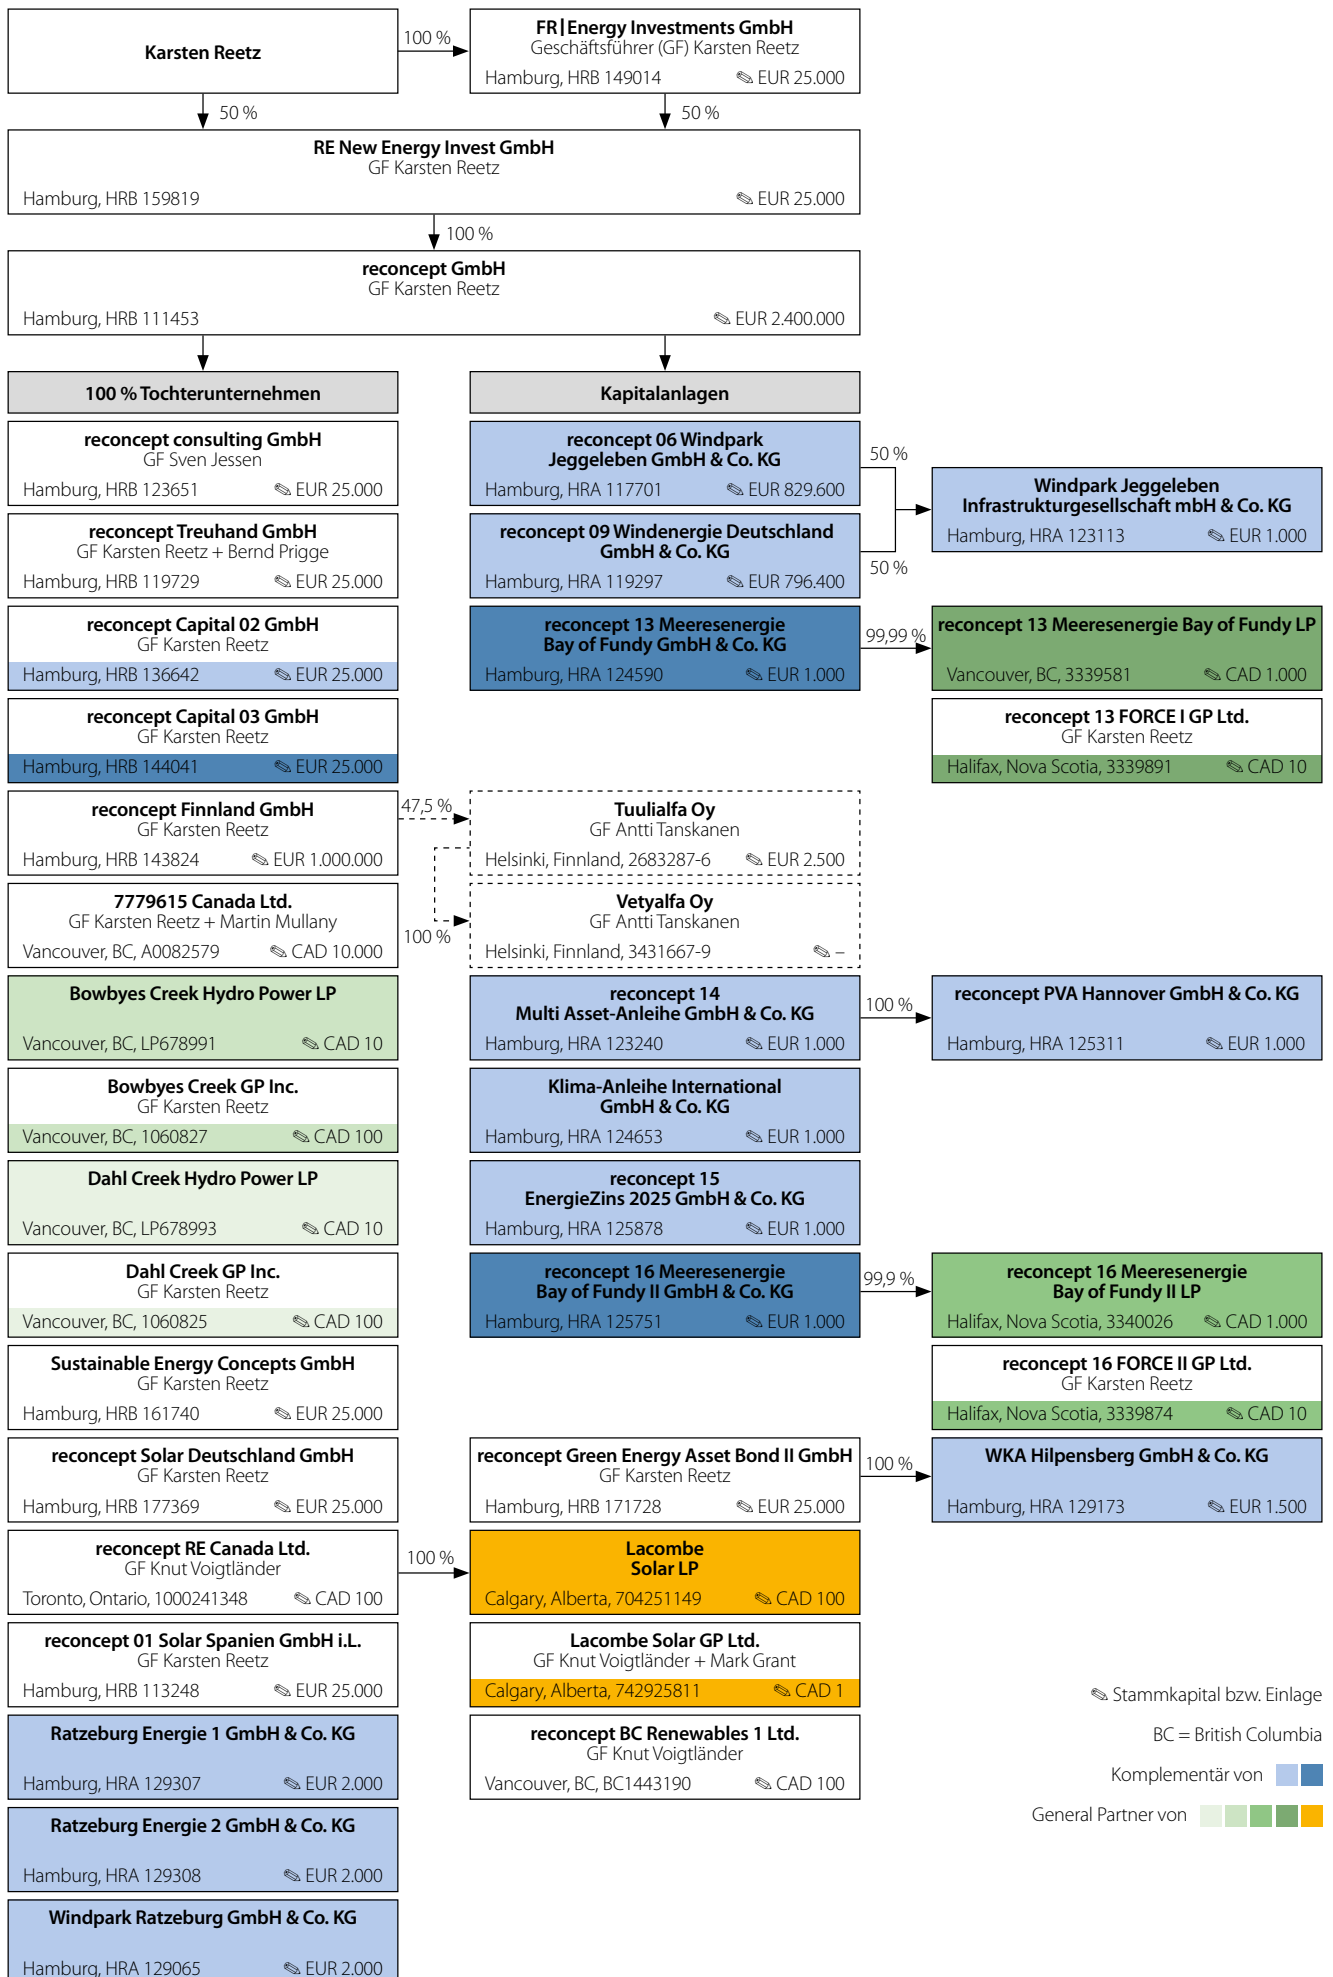 Karsten Reetz
100 %
FR|Energy Investments GmbH
Geschäftsführer (GF) Karsten Reetz
Hamburg, HRB 149014 ✎ EUR 25.000
50 %
50 %
RE New Energy Invest GmbH
GF Karsten Reetz
Hamburg, HRB 159819 ✎ EUR 25.000
100 %
reconcept GmbH
GF Karsten Reetz
Hamburg, HRB 111453 ✎ EUR 2.400.000
100 % Tochterunternehmen
reconcept consulting GmbH
GF Sven Jessen
Hamburg, HRB 123651 ✎ EUR 25.000
reconcept Treuhand GmbH
GF Karsten Reetz + Bernd Prigge
Hamburg, HRB 119729 ✎ EUR 25.000
reconcept Capital 02 GmbH
GF Karsten Reetz
Hamburg, HRB 136642 ✎ EUR 25.000
reconcept Capital 03 GmbH
GF Karsten Reetz
Hamburg, HRB 144041 ✎ EUR 25.000
reconcept Finnland GmbH
GF Karsten Reetz
Hamburg, HRB 143824 ✎ EUR 1.000.000
7779615 Canada Ltd.
GF Karsten Reetz + Martin Mullany
Vancouver, BC, A0082579 ✎ CAD 10.000
Bowbyes Creek Hydro Power LP
Vancouver, BC, LP678991 ✎ CAD 10
Bowbyes Creek GP Inc.
GF Karsten Reetz
Vancouver, BC, 1060827 ✎ CAD 100
Dahl Creek Hydro Power LP
Vancouver, BC, LP678993 ✎ CAD 10
Dahl Creek GP Inc.
GF Karsten Reetz
Vancouver, BC, 1060825 ✎ CAD 100
Sustainable Energy Concepts GmbH
GF Karsten Reetz
Hamburg, HRB 161740 ✎ EUR 25.000
reconcept Solar Deutschland GmbH
GF Karsten Reetz
Hamburg, HRB 177369 ✎ EUR 25.000
reconcept RE Canada Ltd.
GF Knut Voigtländer
Toronto, Ontario, 1000241348 ✎ CAD 100
reconcept 01 Solar Spanien GmbH i.L.
GF Karsten Reetz
Hamburg, HRB 113248 ✎ EUR 25.000
Ratzeburg Energie 1 GmbH & Co. KG
Hamburg, HRA 129307 ✎ EUR 2.000
Ratzeburg Energie 2 GmbH & Co. KG
Hamburg, HRA 129308 ✎ EUR 2.000
Windpark Ratzeburg GmbH & Co. KG
Hamburg, HRA 129065 ✎ EUR 2.000
Kapitalanlagen
reconcept 06 Windpark
Jeggeleben GmbH & Co. KG
Hamburg, HRA 117701 ✎ EUR 829.600
50 %
reconcept 09 Windenergie Deutschland
GmbH & Co. KG
Hamburg, HRA 119297 ✎ EUR 796.400
50 %
Windpark Jeggeleben
Infrastrukturgesellschaft mbH & Co. KG
Hamburg, HRA 123113 ✎ EUR 1.000
reconcept 13 Meeresenergie
Bay of Fundy GmbH & Co. KG
Hamburg, HRA 124590 ✎ EUR 1.000
99,99 %
reconcept 13 Meeresenergie Bay of Fundy LP
Vancouver, BC, 3339581 ✎ CAD 1.000
reconcept 13 FORCE I GP Ltd.
GF Karsten Reetz
Halifax, Nova Scotia, 3339891 ✎ CAD 10
47,5 %
Tuulialfa Oy
GF Antti Tanskanen
Helsinki, Finnland, 2683287-6 ✎ EUR 2.500
100 %
Vetyalfa Oy
GF Antti Tanskanen
Helsinki, Finnland, 3431667-9 ✎ –
reconcept 14
Multi Asset-Anleihe GmbH & Co. KG
Hamburg, HRA 123240 ✎ EUR 1.000
100 %
reconcept PVA Hannover GmbH & Co. KG
Hamburg, HRA 125311 ✎ EUR 1.000
Klima-Anleihe International
GmbH & Co. KG
Hamburg, HRA 124653 ✎ EUR 1.000
reconcept 15
EnergieZins 2025 GmbH & Co. KG
Hamburg, HRA 125878 ✎ EUR 1.000
reconcept 16 Meeresenergie
Bay of Fundy II GmbH & Co. KG
Hamburg, HRA 125751 ✎ EUR 1.000
99,9 %
reconcept 16 Meeresenergie
Bay of Fundy II LP
Halifax, Nova Scotia, 3340026 ✎ CAD 1.000
reconcept 16 FORCE II GP Ltd.
GF Karsten Reetz
Halifax, Nova Scotia, 3339874 ✎ CAD 10
reconcept Green Energy Asset Bond II GmbH
GF Karsten Reetz
Hamburg, HRB 171728 ✎ EUR 25.000
100 %
WKA Hilpensberg GmbH & Co. KG
Hamburg, HRA 129173 ✎ EUR 1.500
100 %
Lacombe
Solar LP
Calgary, Alberta, 704251149 ✎ CAD 100
Lacombe Solar GP Ltd.
GF Knut Voigtländer + Mark Grant
Calgary, Alberta, 742925811 ✎ CAD 1
reconcept BC Renewables 1 Ltd.
GF Knut Voigtländer
Vancouver, BC, BC1443190 ✎ CAD 100
✎ Stammkapital bzw. Einlage
BC = British Columbia
Komplementär von
General Partner von